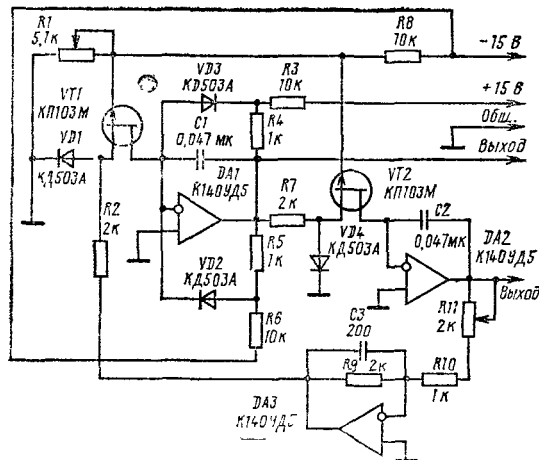 R1
5,1к
R8
10к
-15 В
VT1
КП103М
VD3
КД503А
R3
10к
+15 В
Общ.
VD1
КД503А
C1
0,047 мк
R4
1к
Выход
DA1
К140УД5
VT2
КП103М
R2
2к
R7
2к
C2
0,047мк
DA2
К140УД5
R5
1к
VD4
КД503А
VD2
КД503А
Выход
R11
2к
R6
10к
C3
200
R9
2к
R10
1к
DA3
К140УД5